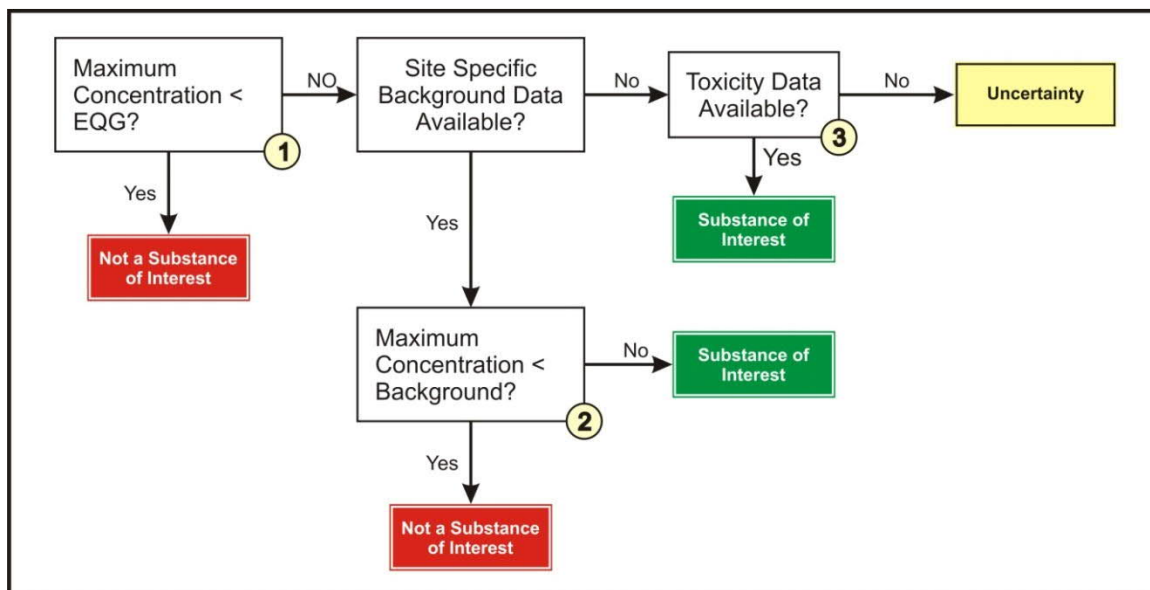 Maximum
Concentration <
EQG?
1
NO
Site Specific
Background Data
Available?
No
Toxicity Data
Available?
3
No
Uncertainty
Yes
Not a Substance
of Interest
Yes
Yes
Substance of
Interest
Maximum
Concentration <
Background?
2
No
Substance of
Interest
Yes
Not a Substance
of Interest